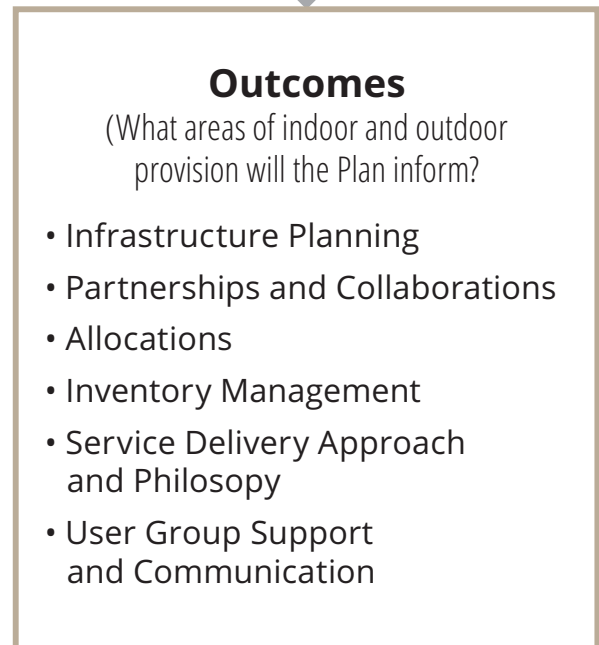 Outcomes
(What areas of indoor and outdoor
provision will the Plan inform?
• Infrastructure Planning
• Partnerships and Collaborations
• Allocations
• Inventory Management
• Service Delivery Approach
and Philosopy
• User Group Support
and Communication